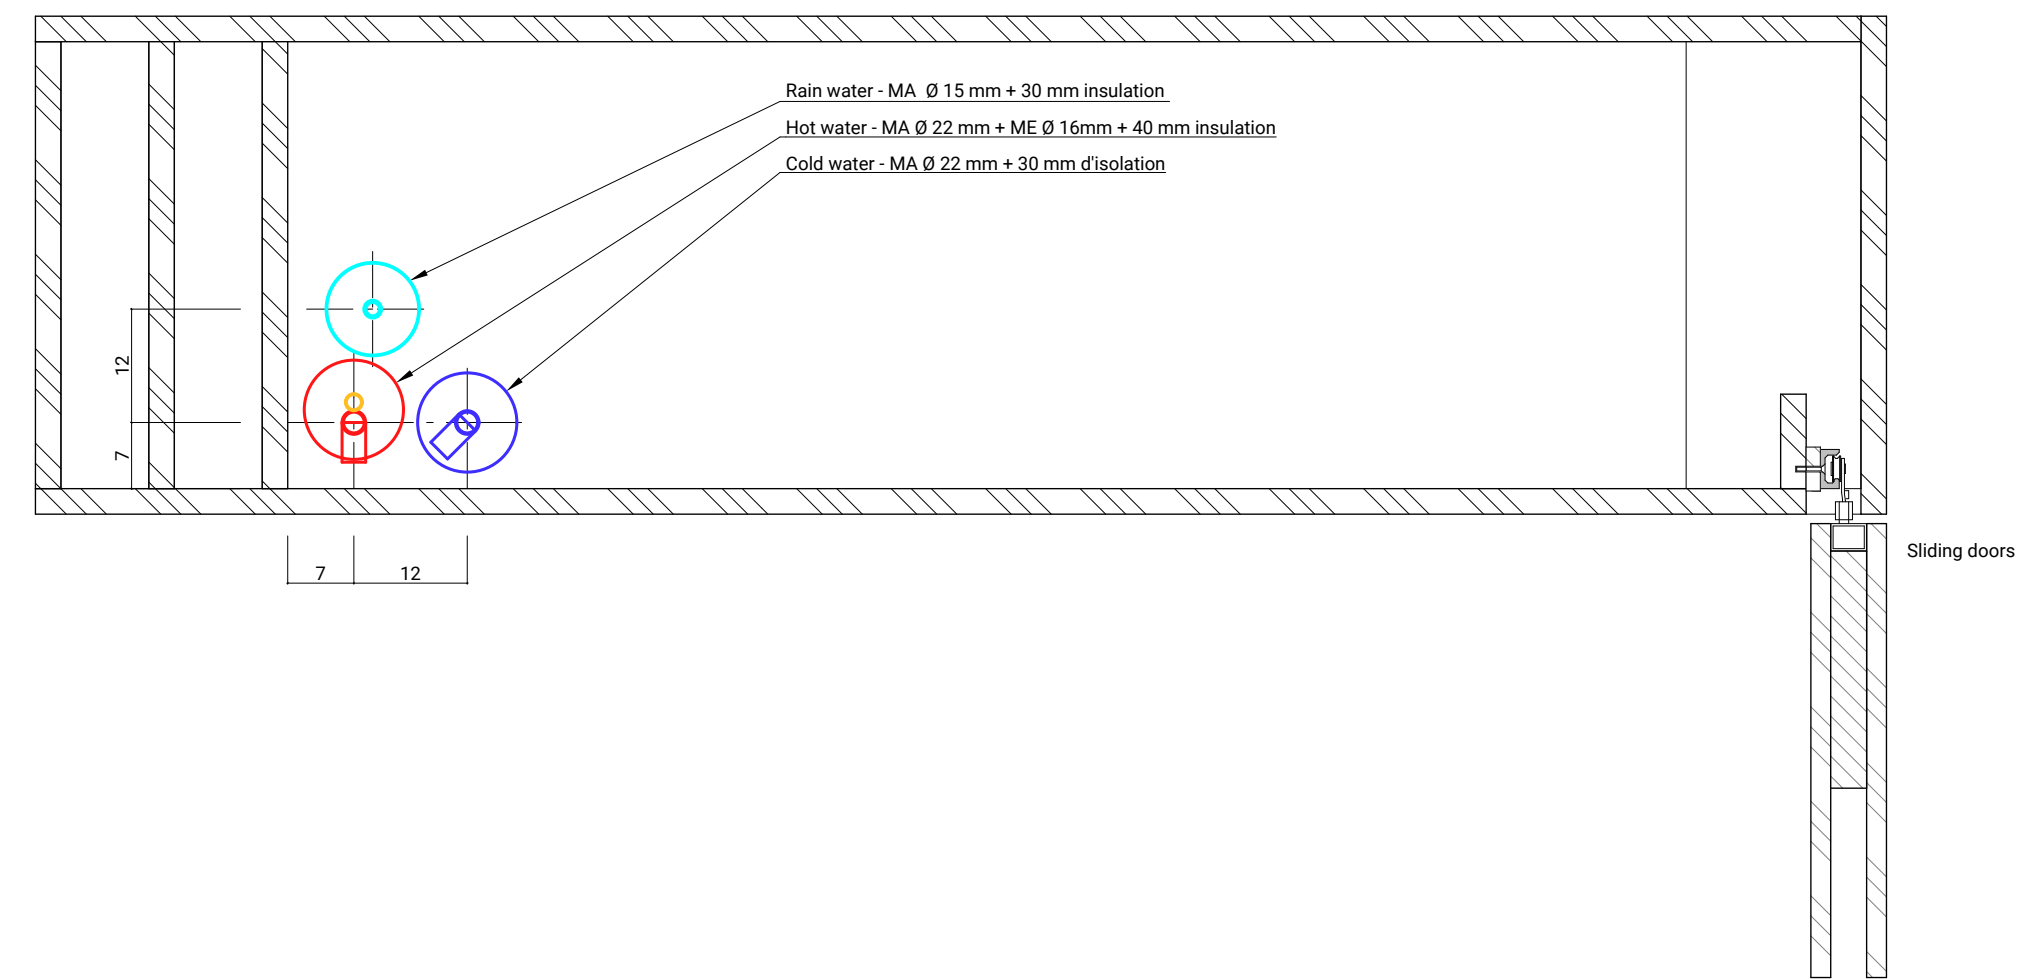 Rain water - MA  Ø 15 mm + 30 mm insulation
Hot water - MA Ø 22 mm + ME Ø 16mm + 40 mm insulation
Cold water - MA Ø 22 mm + 30 mm d'isolation
12
7
Sliding doors
7
12